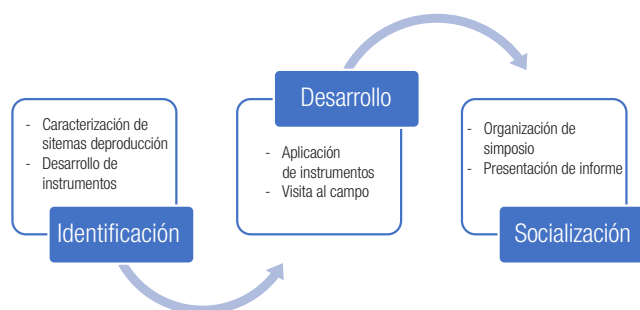 - Caracterización de
sitemas deproducción
- Desarrollo de
instrumentos
Identificación
Desarrollo
- Aplicación
de instrumentos
- Visita al campo
- Organización de
simposio
- Presentación de informe
Socialización